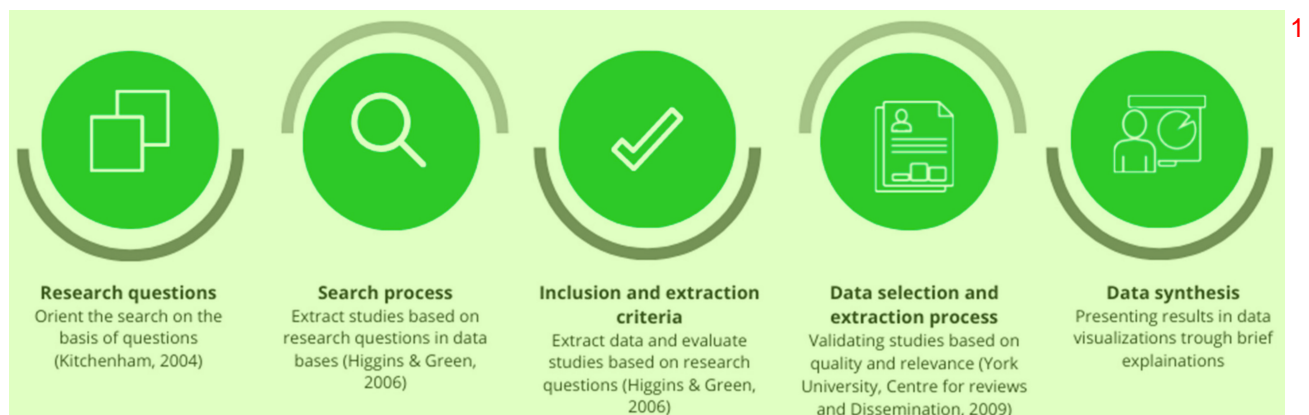 1
Research questions
Orient the search on the
basis of questions
(Kitchenham, 2004)
Search process
Extract studies based on
research questions in data
bases (Higgins & Green,
2006)
Inclusion and extraction
criteria
Extract data and evaluate
studies based on research
questions (Higgins & Green,
2006)
Data selection and
extraction process
Validating studies based on
quality and relevance (York
University, Centre for reviews
and Dissemination, 2009)
Data synthesis
Presenting results in data
visualizations trough brief
explainations